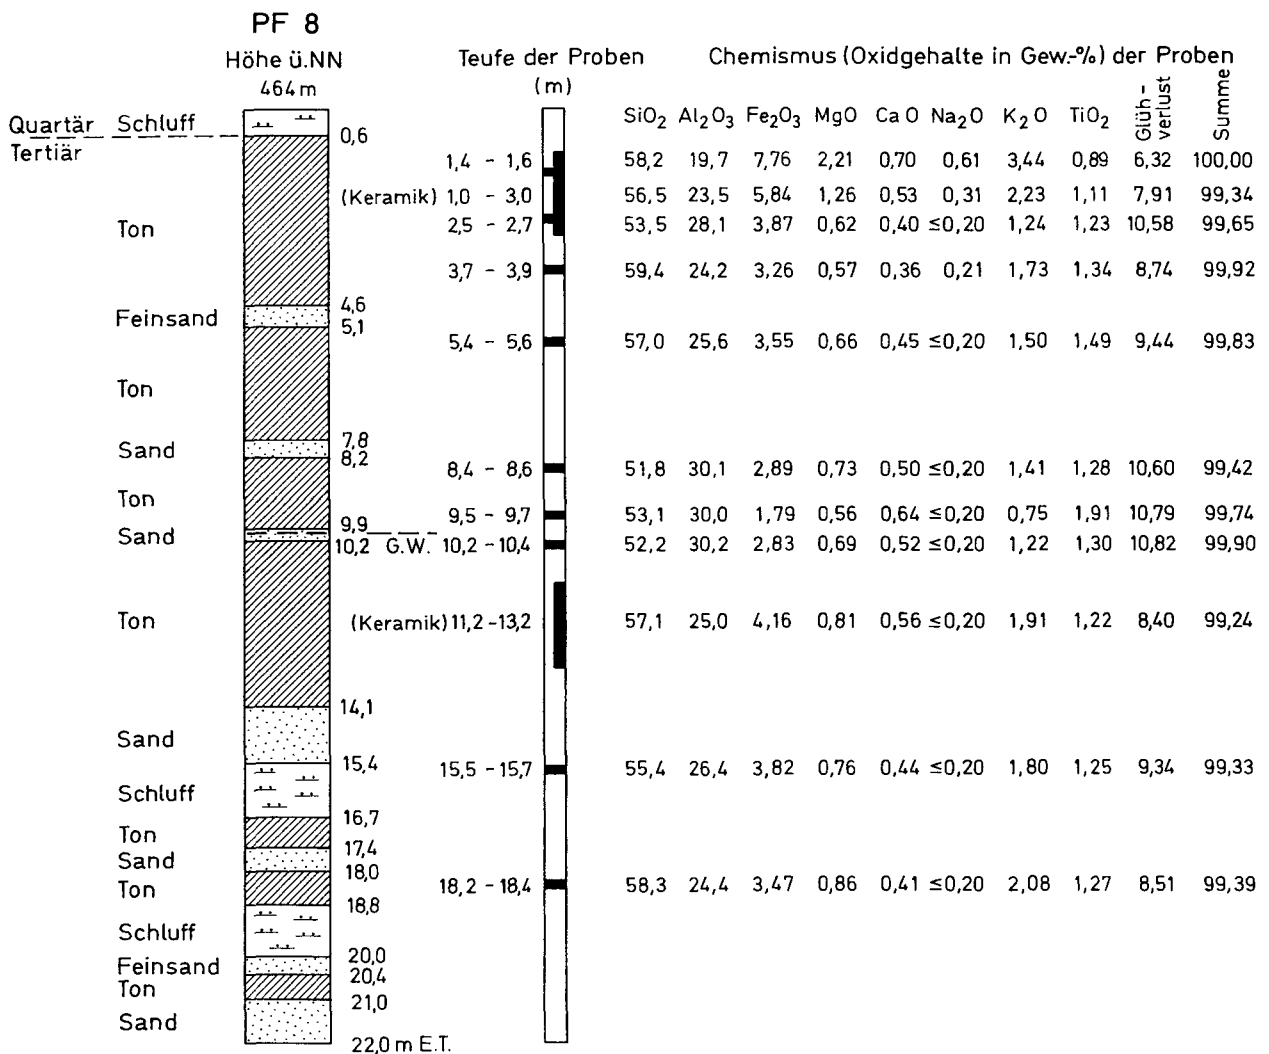 PF 8
Höhe ü.NN Teufe der Proben Chemismus (Oxidgehalte in Gew.-%) der Proben
464 m (m)
SiO₂ Al₂O₃ Fe₂O₃ MgO CaO Na₂O K₂O TiO₂ Glüh-verlust Summe
Quartär Schluff 0,6
Tertiär
1,4 – 1,6 58,2 19,7 7,76 2,21 0,70 0,61 3,44 0,89 6,32 100,00
(Keramik) 1,0 – 3,0 56,5 23,5 5,84 1,26 0,53 0,31 2,23 1,11 7,91 99,34
Ton 2,5 – 2,7 53,5 28,1 3,87 0,62 0,40 ≤0,20 1,24 1,23 10,58 99,65
3,7 – 3,9 59,4 24,2 3,26 0,57 0,36 0,21 1,73 1,34 8,74 99,92
4,6
Feinsand
5,1
5,4 – 5,6 57,0 25,6 3,55 0,66 0,45 ≤0,20 1,50 1,49 9,44 99,83
Ton
7,8
Sand
8,2
8,4 – 8,6 51,8 30,1 2,89 0,73 0,50 ≤0,20 1,41 1,28 10,60 99,42
Ton
9,5 – 9,7 53,1 30,0 1,79 0,56 0,64 ≤0,20 0,75 1,91 10,79 99,74
9,9
Sand
10,2 G.W. 10,2 – 10,4 52,2 30,2 2,83 0,69 0,52 ≤0,20 1,22 1,30 10,82 99,90
Ton (Keramik) 11,2 – 13,2 57,1 25,0 4,16 0,81 0,56 ≤0,20 1,91 1,22 8,40 99,24
14,1
Sand
15,4
15,5 – 15,7 55,4 26,4 3,82 0,76 0,44 ≤0,20 1,80 1,25 9,34 99,33
Schluff
16,7
Ton
17,4
Sand
18,0
Ton 18,2 – 18,4 58,3 24,4 3,47 0,86 0,41 ≤0,20 2,08 1,27 8,51 99,39
18,8
Schluff
20,0
Feinsand
20,4
Ton
21,0
Sand
22,0 m E.T.